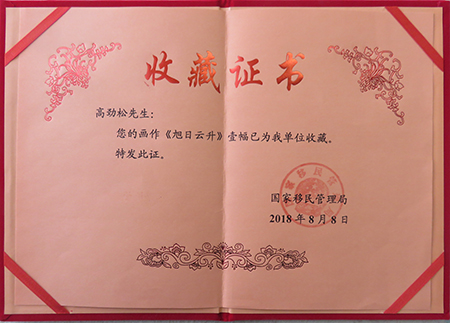 收藏证书
高劲松先生：
您的画作《旭日云升》壹幅已为我单位收藏。
特发此证。
国家移民管理局
2018年8月8日